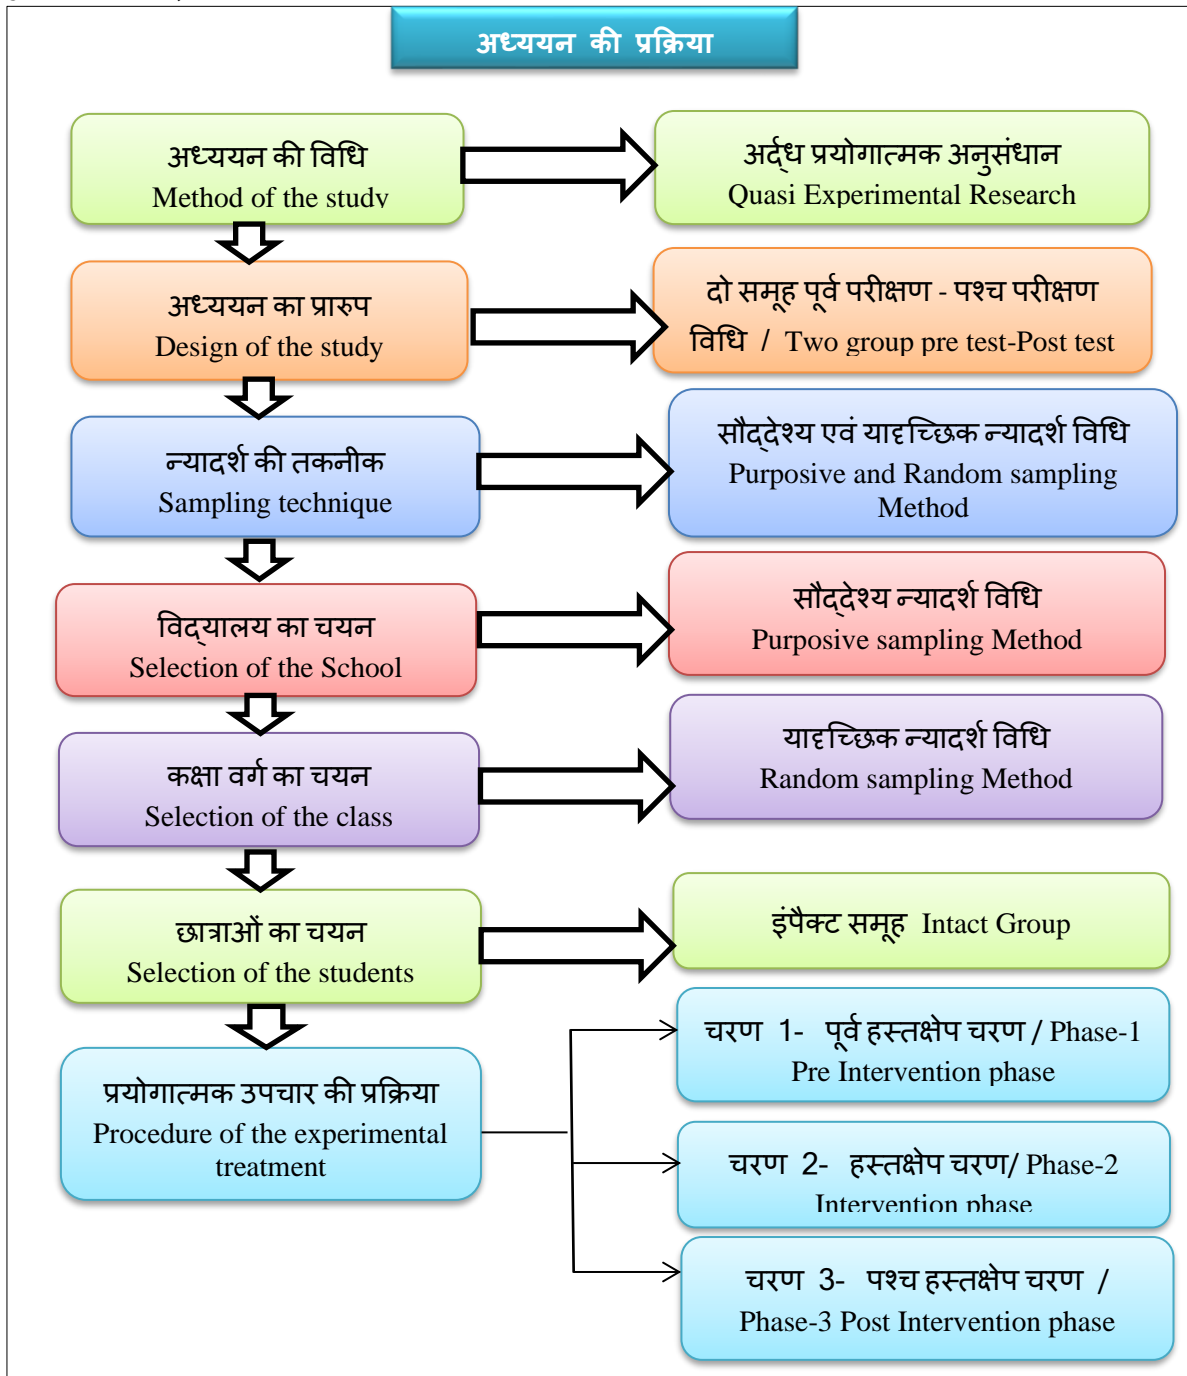 अध्ययन की प्रक्रिया
अध्ययन की विधि
Method of the study
अर्द्ध प्रयोगात्मक अनुसंधान
Quasi Experimental Research
अध्ययन का प्रारुप
Design of the study
दो समूह पूर्व परीक्षण - पश्च परीक्षण
विधि / Two group pre test-Post test
न्यादर्श की तकनीक
Sampling technique
सौद्देश्य एवं यादृच्छिक न्यादर्श विधि
Purposive and Random sampling
Method
विद्यालय का चयन
Selection of the School
सौद्देश्य न्यादर्श विधि
Purposive sampling Method
कक्षा वर्ग का चयन
Selection of the class
यादृच्छिक न्यादर्श विधि
Random sampling Method
छात्राओं का चयन
Selection of the students
इंपैक्ट समूह Intact Group
प्रयोगात्मक उपचार की प्रक्रिया
Procedure of the experimental
treatment
चरण 1- पूर्व हस्तक्षेप चरण / Phase-1
Pre Intervention phase
चरण 2- हस्तक्षेप चरण/ Phase-2
Intervention phase
चरण 3- पश्च हस्तक्षेप चरण /
Phase-3 Post Intervention phase